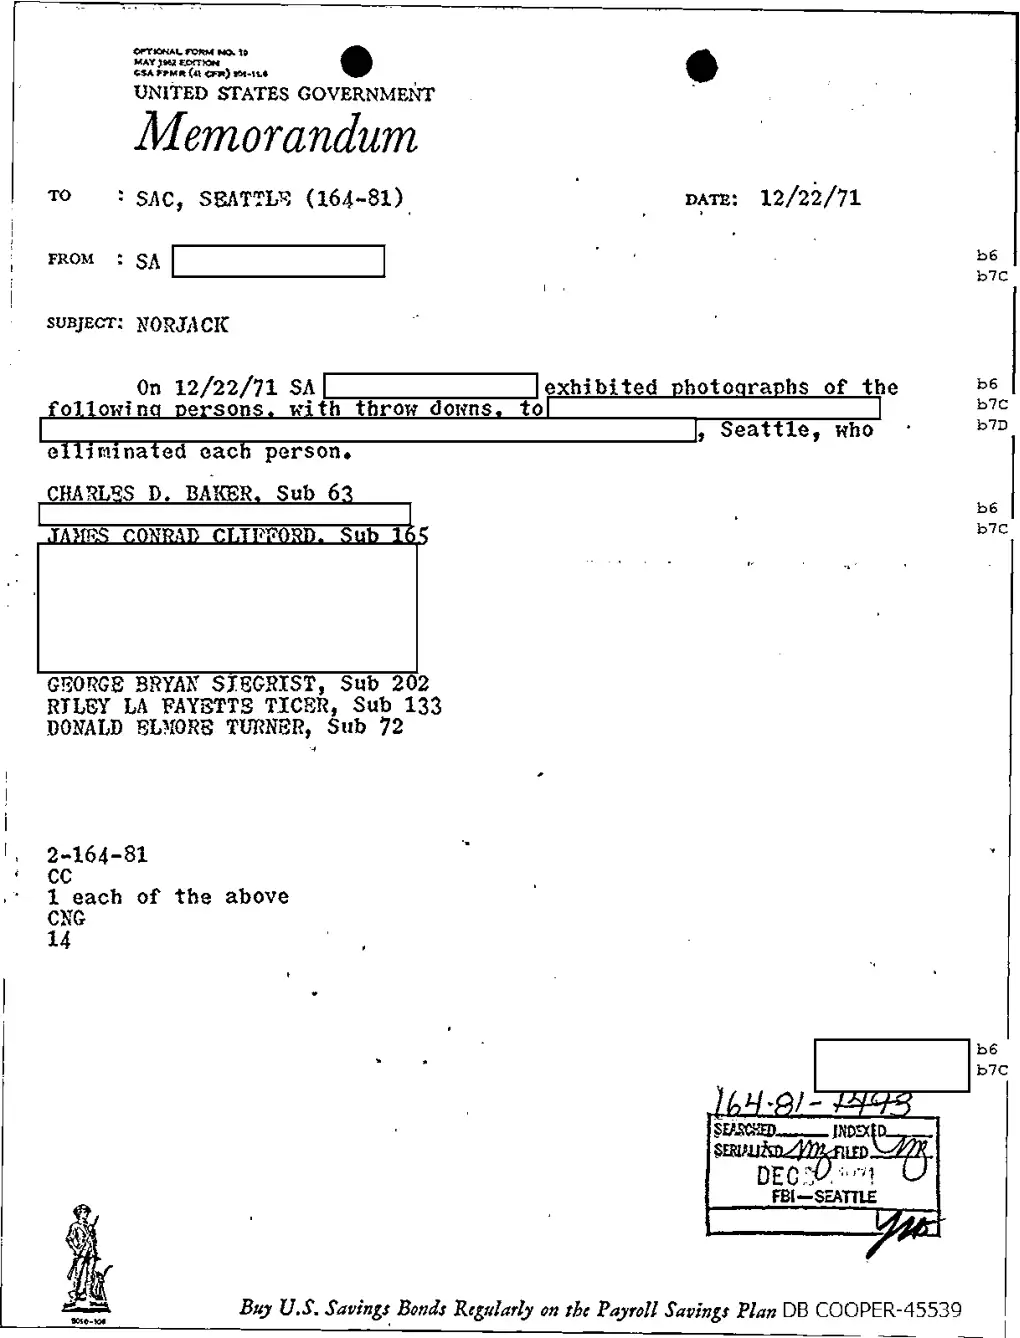 OPTIONAL FORM NO. 10
MAY 1962 EDITION
GSA FPMR (41 CFR) 101-11.6
UNITED STATES GOVERNMENT
Memorandum
TO : SAC, SEATTLE (164-81)
DATE: 12/22/71
FROM : SA
b6
b7C
SUBJECT: NORJACK
On 12/22/71 SA exhibited photographs of the
b6
following persons, with throw downs, to
b7C
, Seattle, who
b7D
elliminated each person.
CHARLES D. BAKER, Sub 63
b6
JAMES CONRAD CLIFFORD, Sub 165
b7C
GEORGE BRYAN SIEGRIST, Sub 202
RILEY LA FAYETTE TICER, Sub 133
DONALD ELMORE TURNER, Sub 72
2-164-81
CC
1 each of the above
CNG
14
b6
b7C
164-81-1493
SEARCHED INDEXED
SERIALIZED FILED
DEC 1971
FBI—SEATTLE
5010-108
Buy U.S. Savings Bonds Regularly on the Payroll Savings Plan DB COOPER-45539